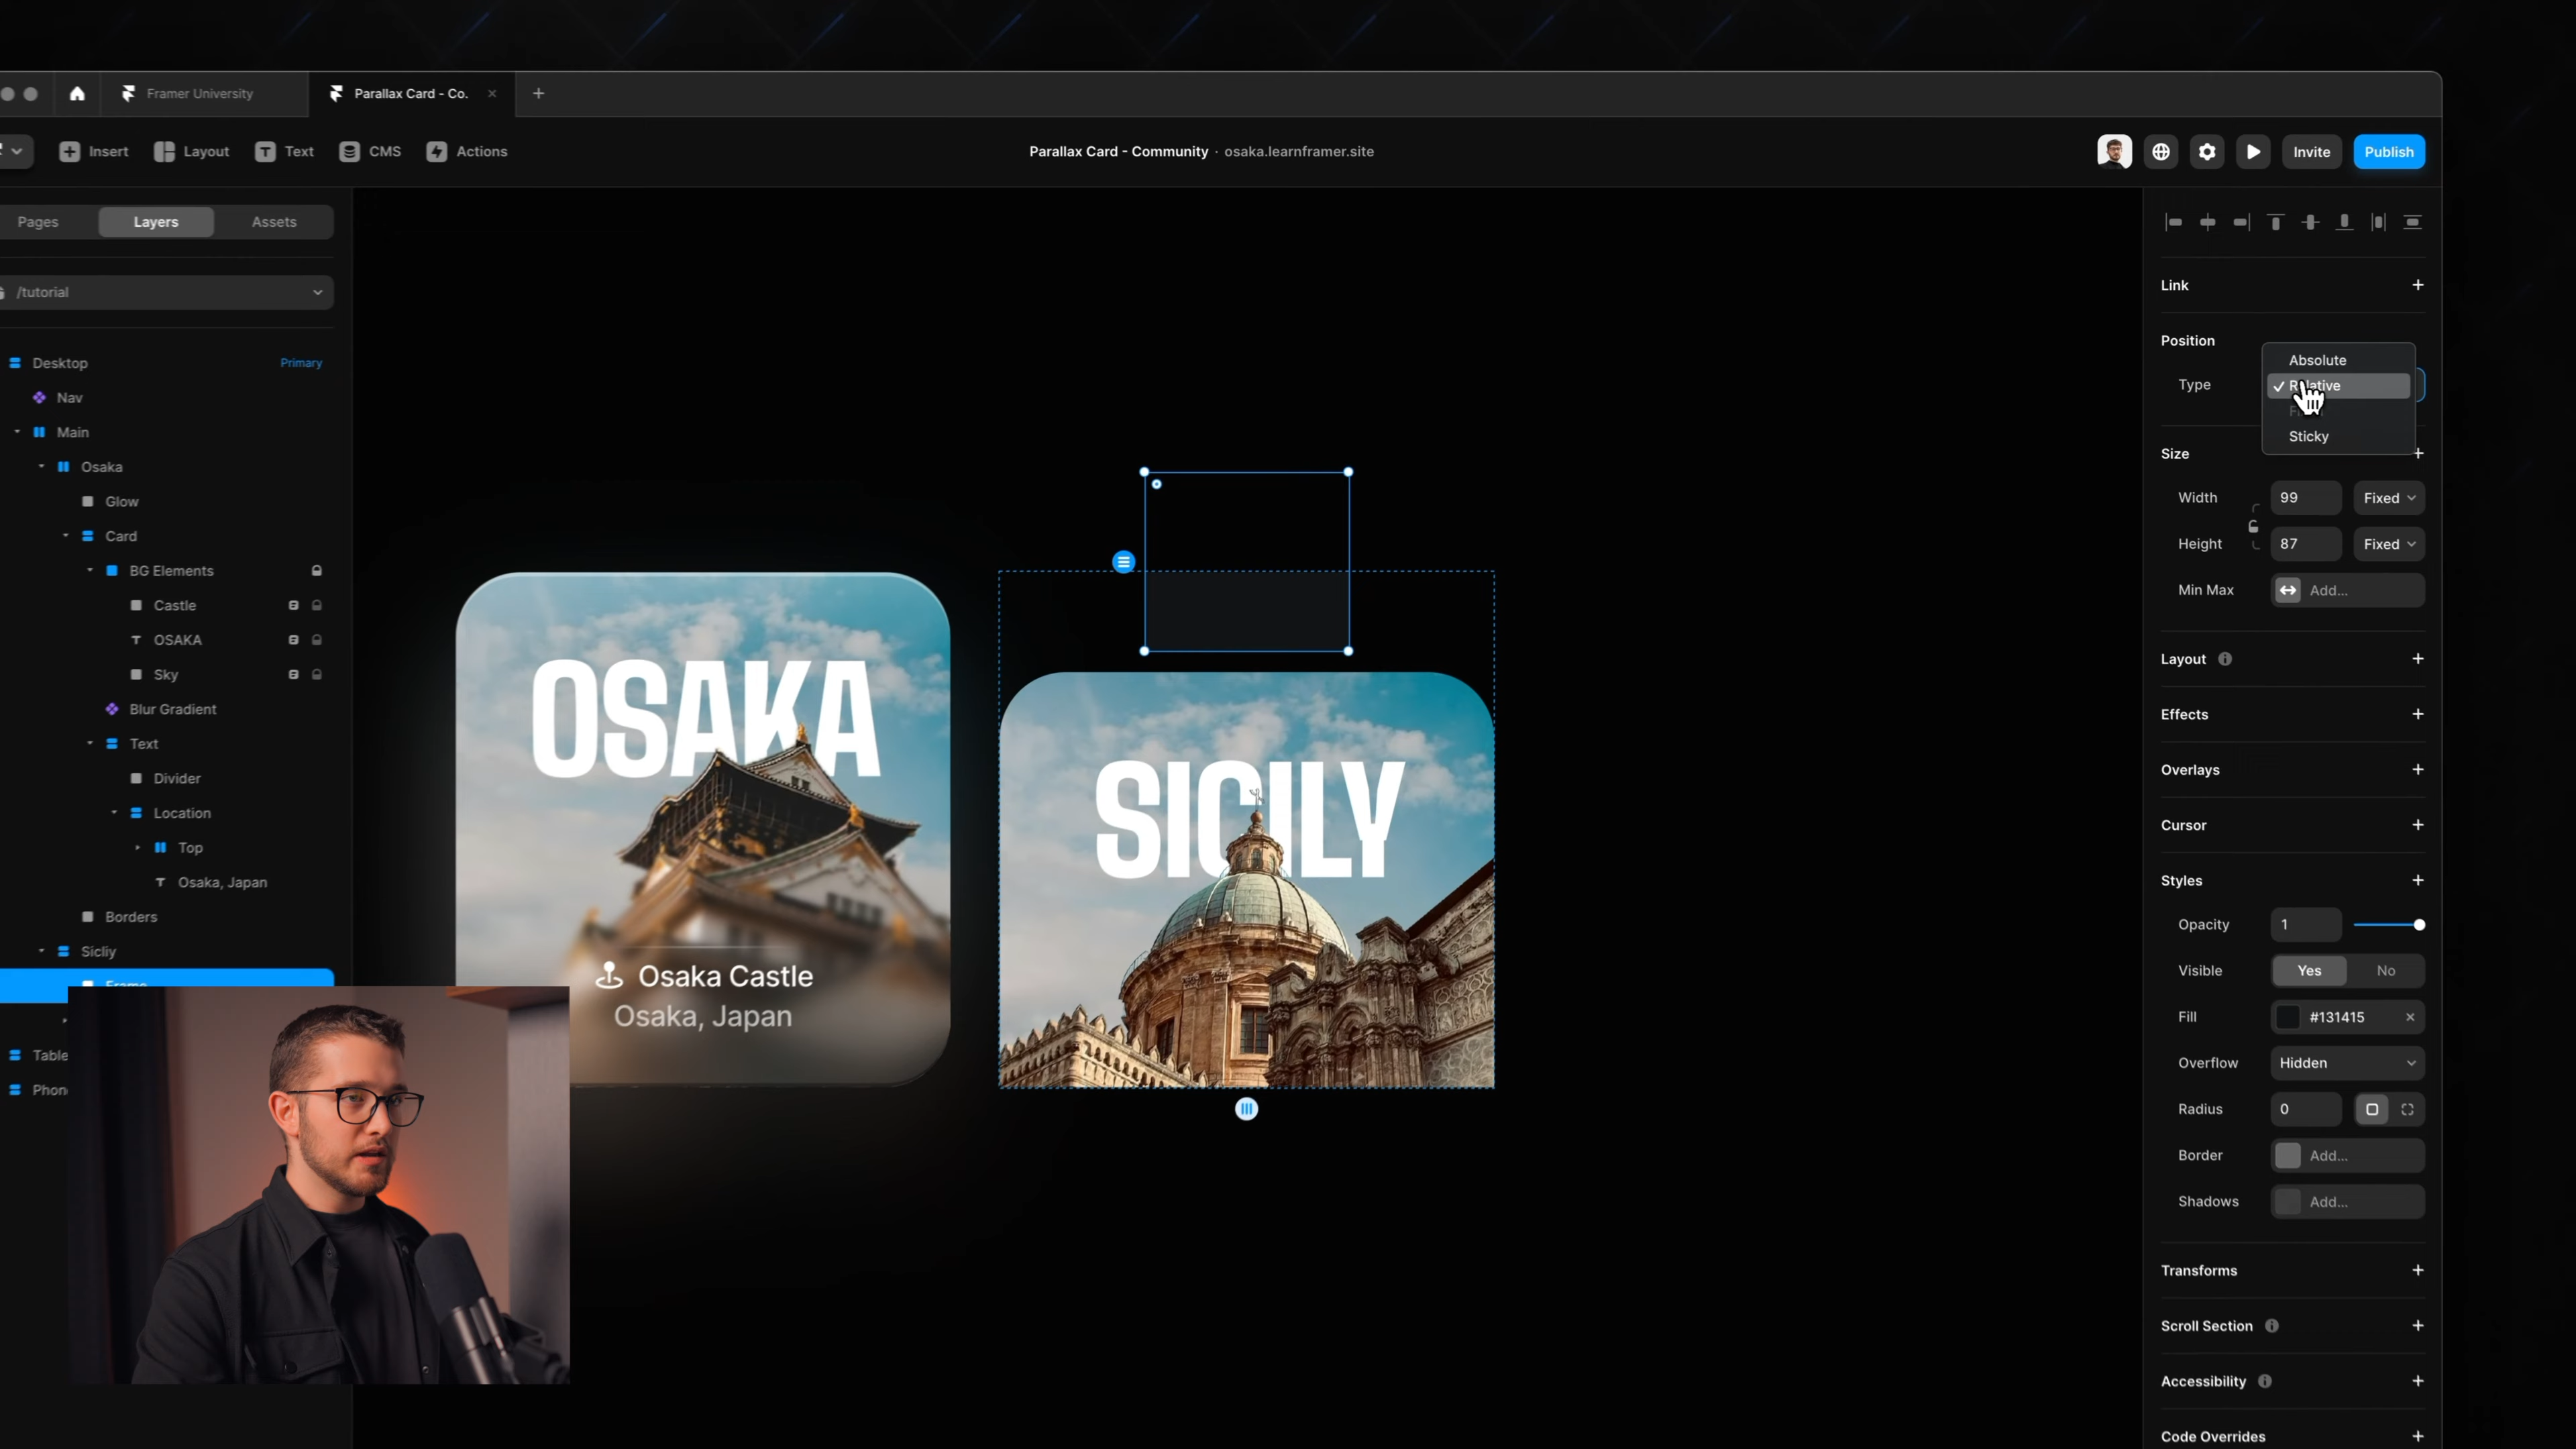 Framer University
Parallax Card - Co.
Insert
Layout
Text
CMS
Actions
Parallax Card - Community · osaka.learnframer.site
Invite
Publish
Pages
Layers
Assets
/tutorial
Desktop
Primary
Nav
Main
Osaka
Glow
Card
BG Elements
Castle
OSAKA
Sky
Blur Gradient
Text
Divider
Location
Top
Osaka, Japan
Borders
Sicliy
Frame
OSAKA
Osaka Castle
Osaka, Japan
SICILY
Link
Position
Type
Absolute
Relative
Sticky
Size
Width 99 Fixed
Height 87 Fixed
Min Max Add...
Layout
Effects
Overlays
Cursor
Styles
Opacity 1
Visible Yes No
Fill #131415
Overflow Hidden
Radius 0
Border Add...
Shadows Add...
Transforms
Scroll Section
Accessibility
Code Overrides